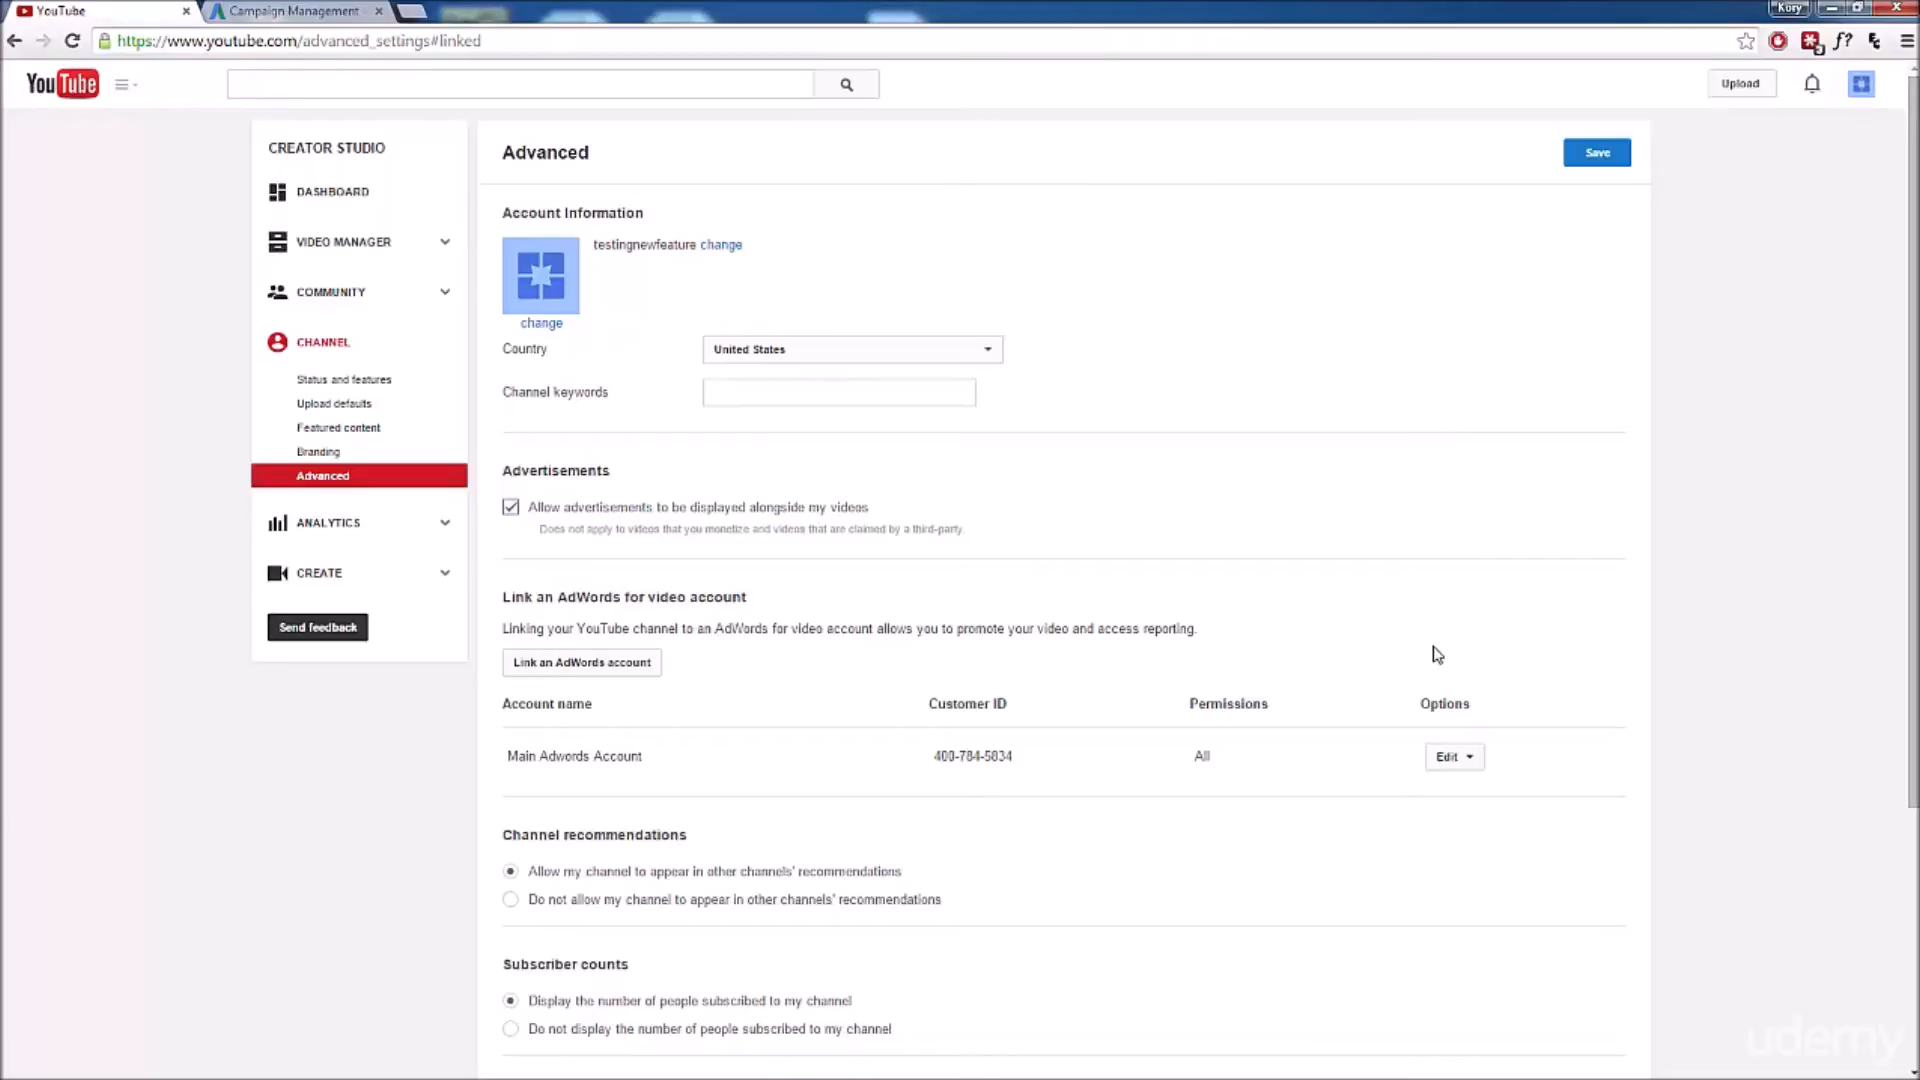 YouTube
Campaign Management
Kory
https://www.youtube.com/advanced_settings#linked
YouTube
Upload
CREATOR STUDIO
DASHBOARD
VIDEO MANAGER
COMMUNITY
CHANNEL
Status and features
Upload defaults
Featured content
Branding
Advanced
ANALYTICS
CREATE
Send feedback
Advanced
Save
Account Information
testingnewfeature change
change
Country
United States
Channel keywords
Advertisements
Allow advertisements to be displayed alongside my videos
Does not apply to videos that you monetize and videos that are claimed by a third-party.
Link an AdWords for video account
Linking your YouTube channel to an AdWords for video account allows you to promote your video and access reporting.
Link an AdWords account
Account name Customer ID Permissions Options
Main Adwords Account 400-784-5834 All Edit
Channel recommendations
Allow my channel to appear in other channels' recommendations
Do not allow my channel to appear in other channels' recommendations
Subscriber counts
Display the number of people subscribed to my channel
Do not display the number of people subscribed to my channel
udemy